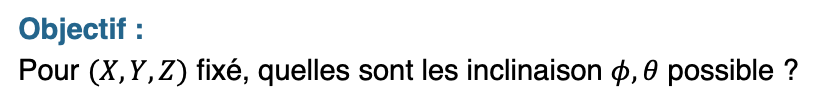 Objectif :
Pour (X, Y, Z) fixé, quelles sont les inclinaison ϕ, θ possible ?